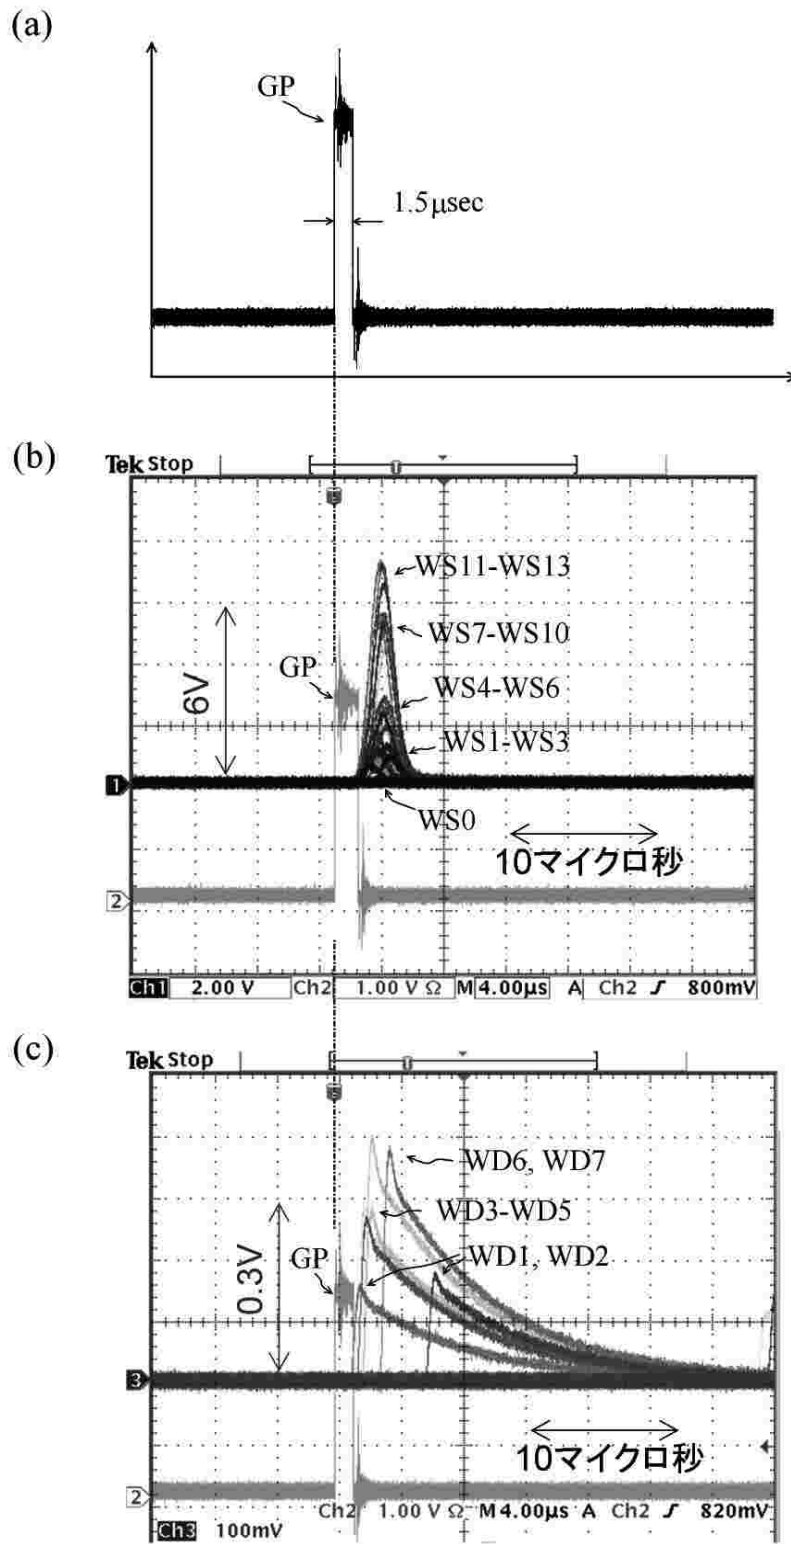 (a)
GP
1.5μsec
(b)
Tek Stop
T
WS11-WS13
WS7-WS10
GP
6V
WS4-WS6
WS1-WS3
1
WS0
10マイクロ秒
2
Ch1 2.00 V Ch2 1.00 V Ω M 4.00μs A Ch2 800mV
(c)
Tek Stop
WD6, WD7
WD3-WD5
0.3V
GP
WD1, WD2
3
10マイクロ秒
2
Ch2 1.00 V Ω M 4.00μs A Ch2 820mV
Ch3 100mV